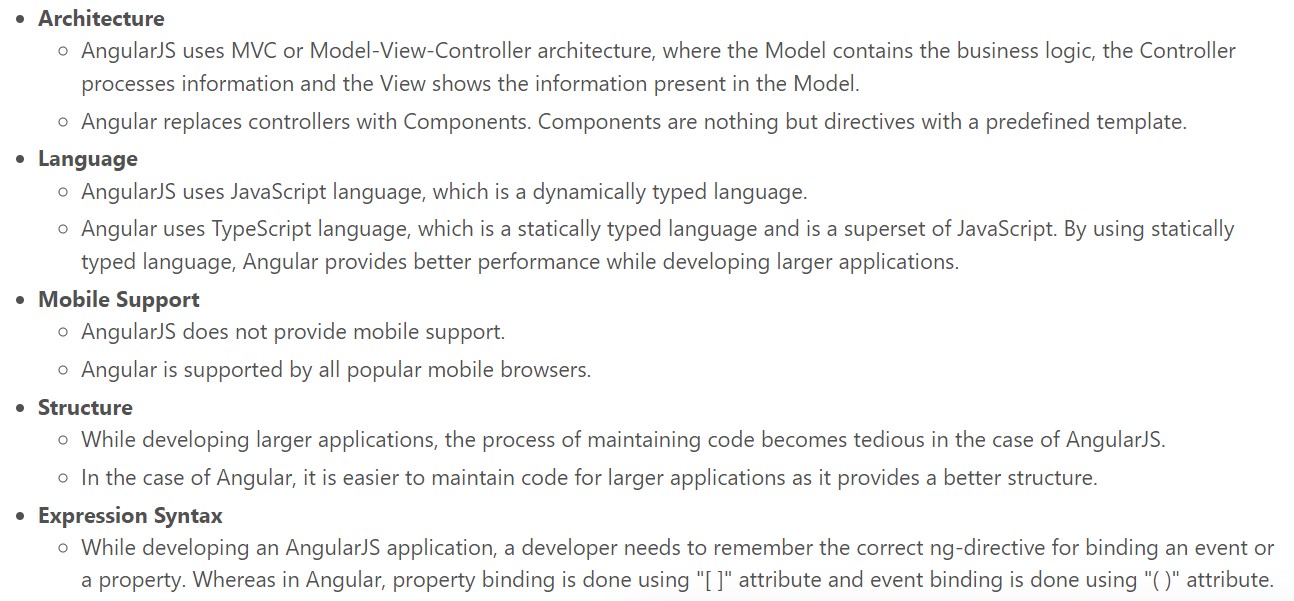 • Architecture
○ AngularJS uses MVC or Model-View-Controller architecture, where the Model contains the business logic, the Controller
processes information and the View shows the information present in the Model.
○ Angular replaces controllers with Components. Components are nothing but directives with a predefined template.
• Language
○ AngularJS uses JavaScript language, which is a dynamically typed language.
○ Angular uses TypeScript language, which is a statically typed language and is a superset of JavaScript. By using statically
typed language, Angular provides better performance while developing larger applications.
• Mobile Support
○ AngularJS does not provide mobile support.
○ Angular is supported by all popular mobile browsers.
• Structure
○ While developing larger applications, the process of maintaining code becomes tedious in the case of AngularJS.
○ In the case of Angular, it is easier to maintain code for larger applications as it provides a better structure.
• Expression Syntax
○ While developing an AngularJS application, a developer needs to remember the correct ng-directive for binding an event or
a property. Whereas in Angular, property binding is done using "[ ]" attribute and event binding is done using "( )" attribute.